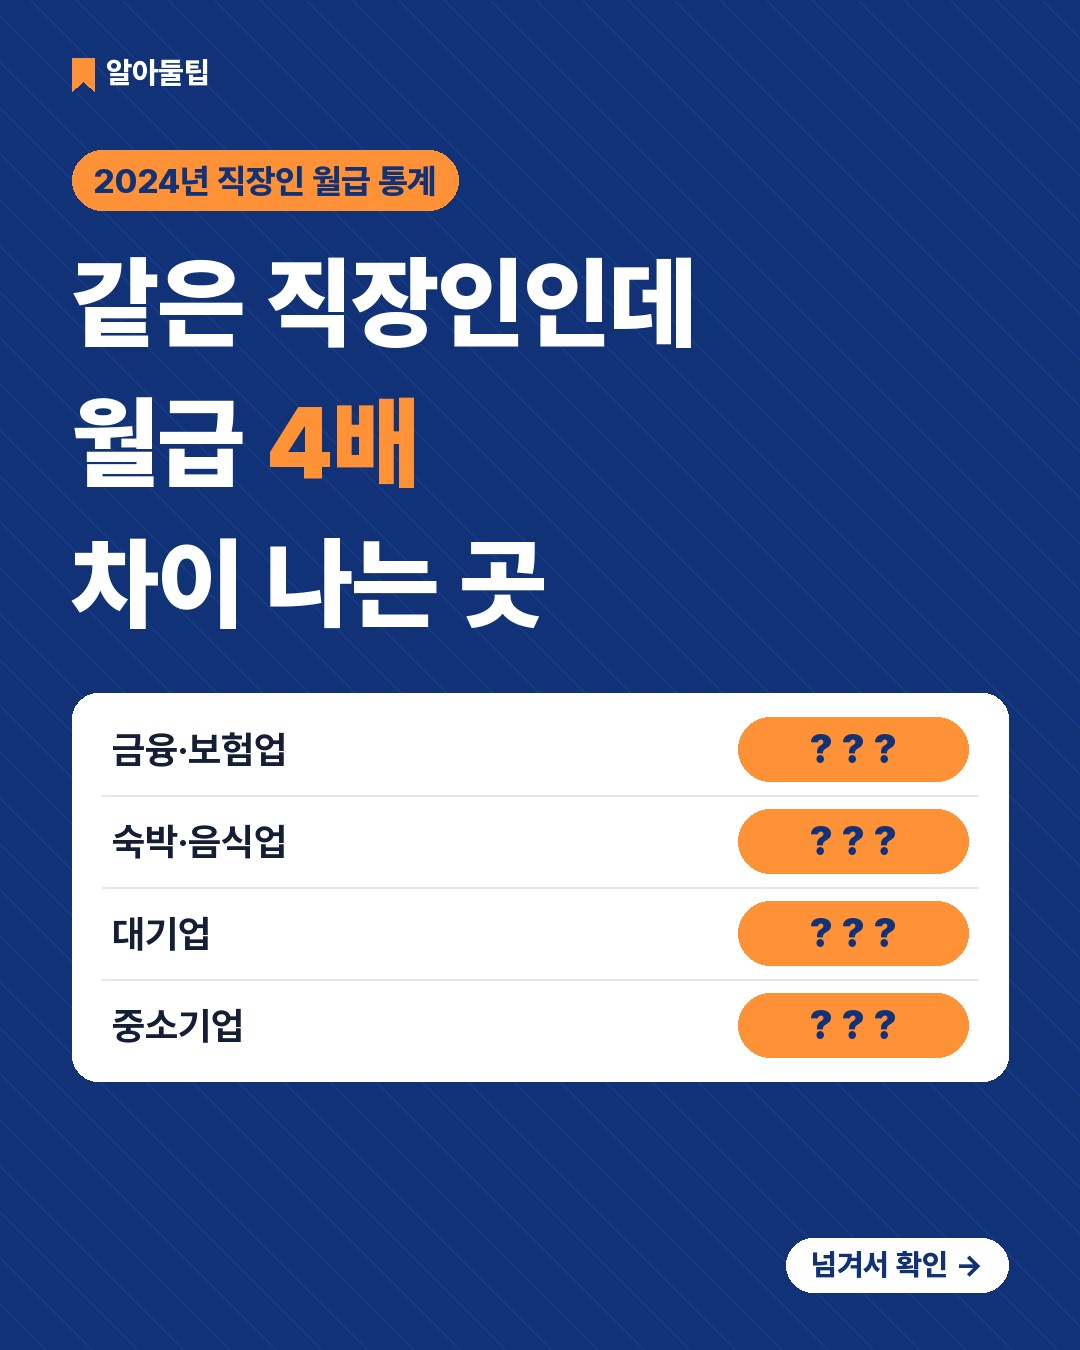 알아둘팁
2024년 직장인 월급 통계
같은 직장인인데
월급 4배
차이 나는 곳
금융·보험업 ? ? ?
숙박·음식업 ? ? ?
대기업 ? ? ?
중소기업 ? ? ?
넘겨서 확인 →